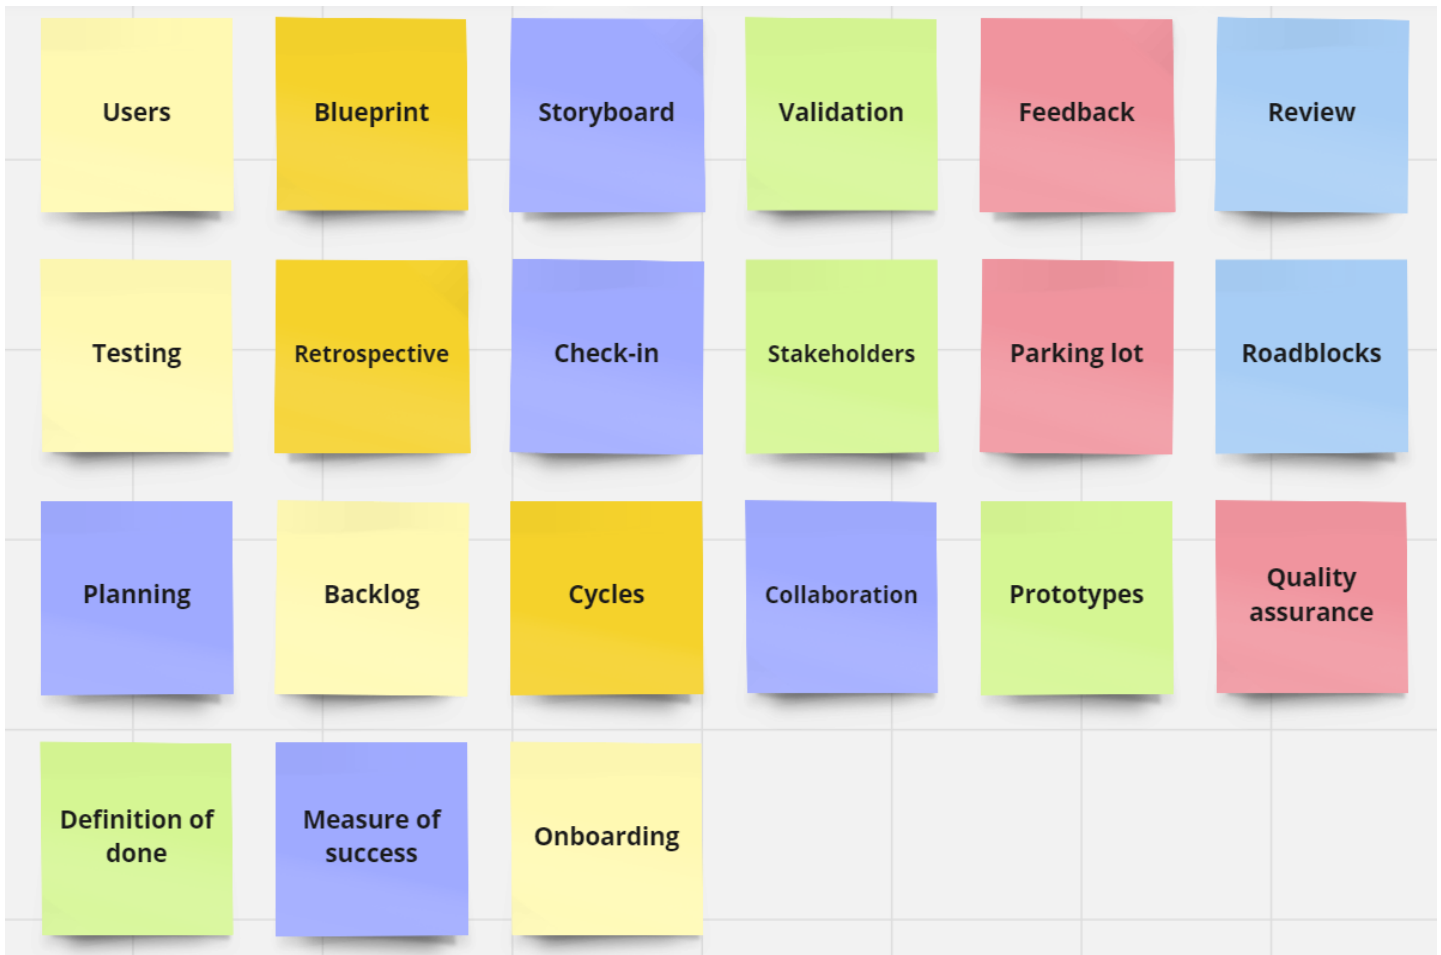 Users
Blueprint
Storyboard
Validation
Feedback
Review
Testing
Retrospective
Check-in
Stakeholders
Parking lot
Roadblocks
Planning
Backlog
Cycles
Collaboration
Prototypes
Quality
assurance
Definition of
done
Measure of
success
Onboarding